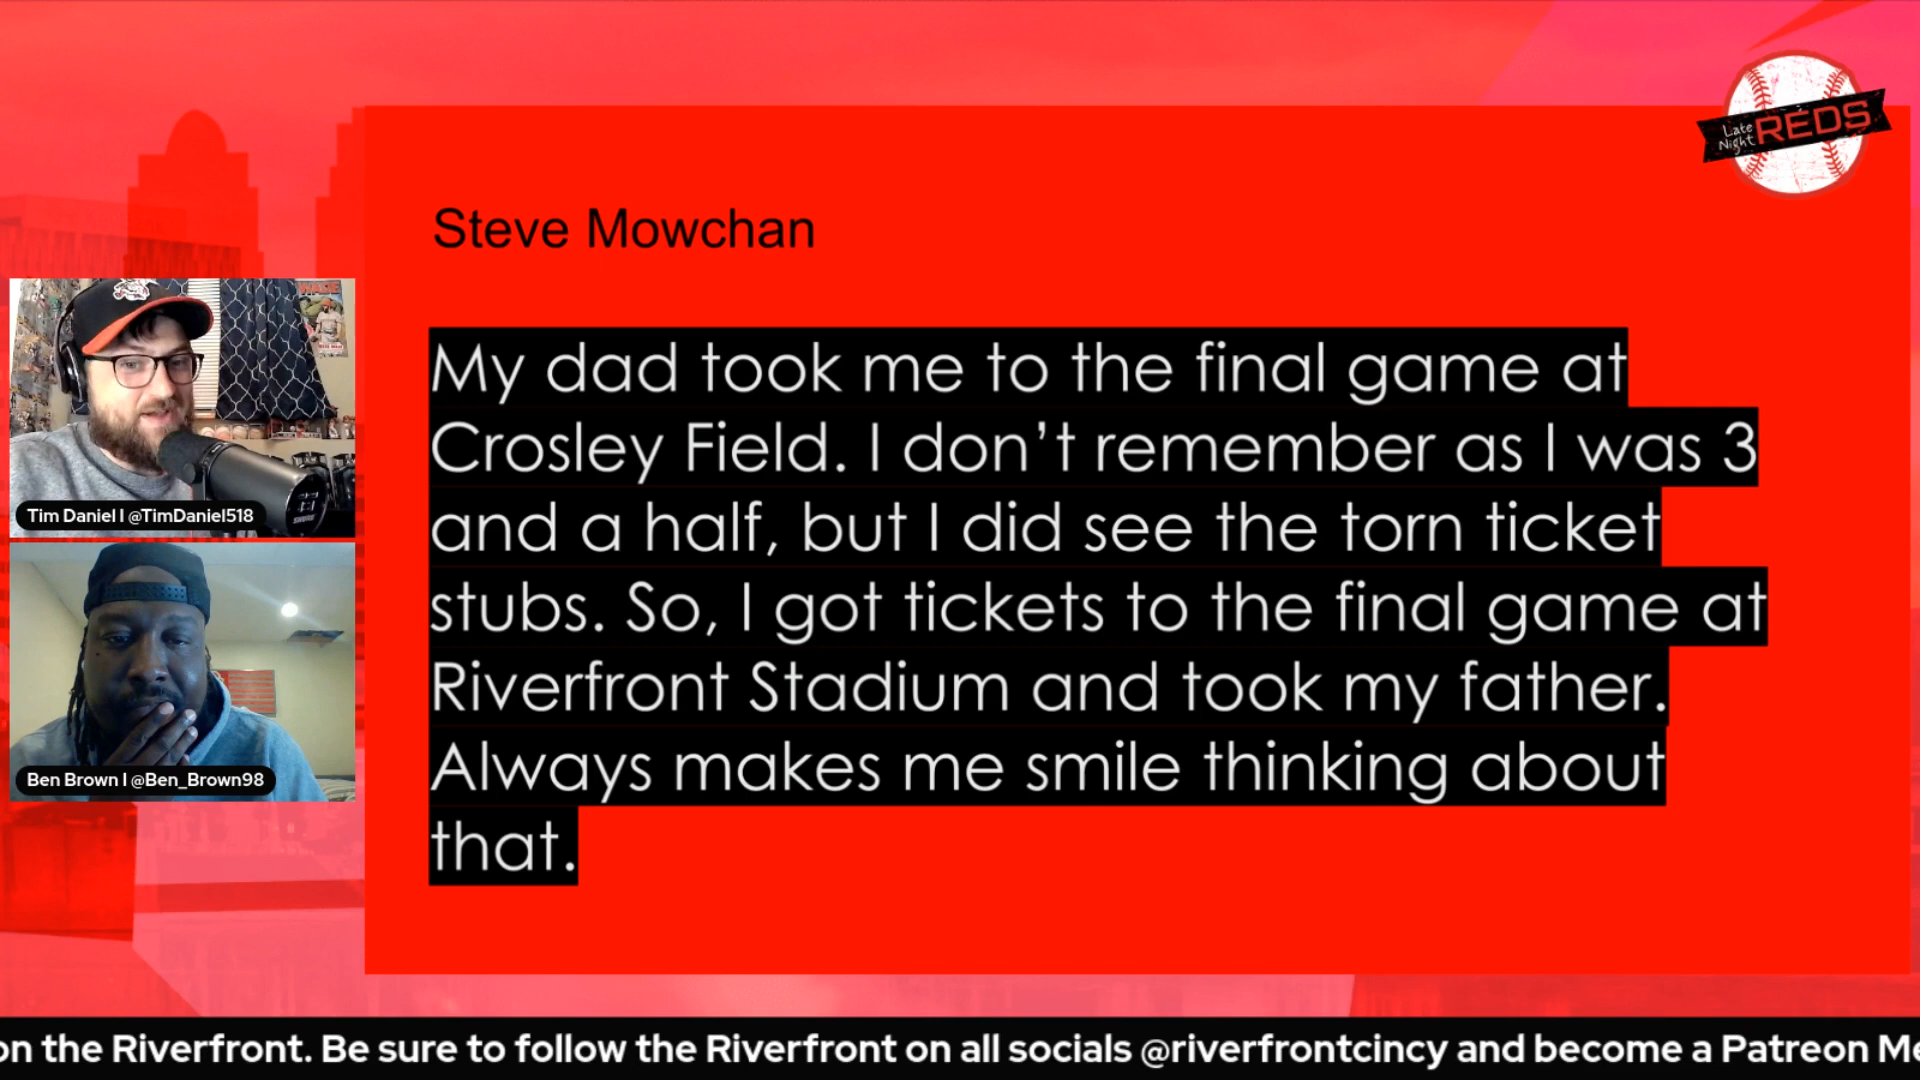 Late
Night
REDS
Steve Mowchan
WADE
My dad took me to the final game at
Crosley Field. I don’t remember as I was 3
and a half, but I did see the torn ticket
stubs. So, I got tickets to the final game at
Riverfront Stadium and took my father.
Always makes me smile thinking about
that.
SHURE
Tim Daniel I @TimDaniel518
Ben Brown I @Ben_Brown98
on the Riverfront. Be sure to follow the Riverfront on all socials @riverfrontcincy and become a Patreon Me